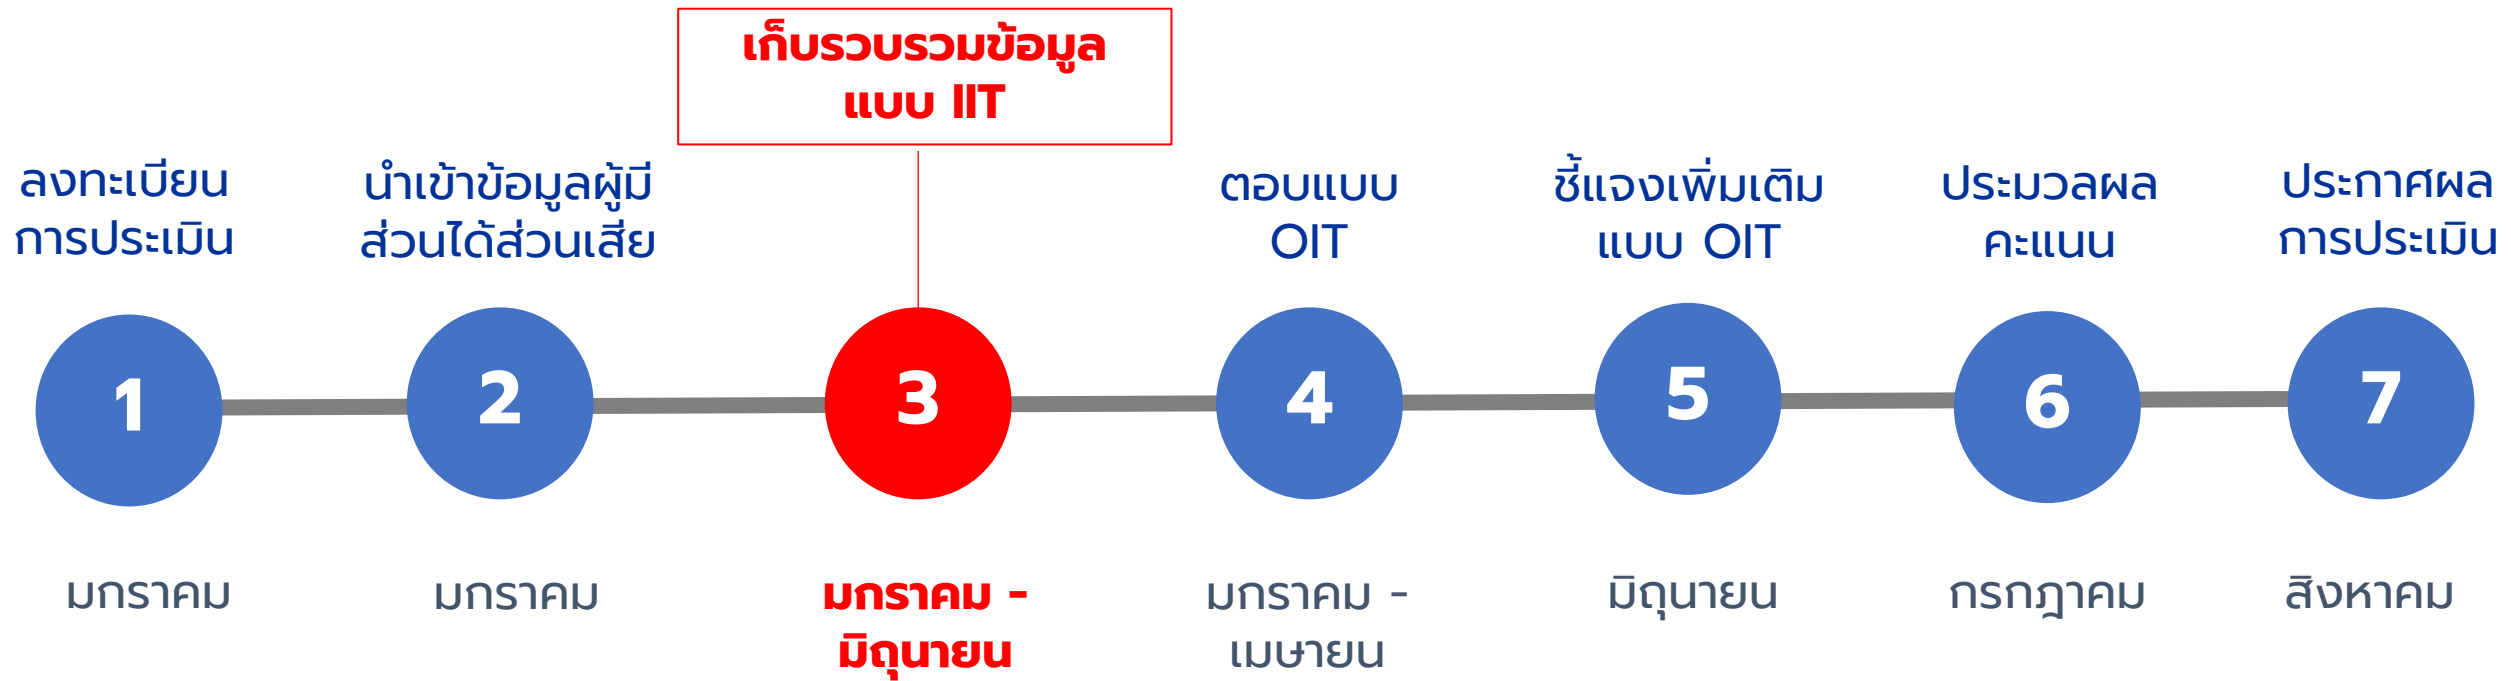 เก็บรวบรวมข้อมูล
แบบ IIT
ลงทะเบียน
การประเมิน
นำเข้าข้อมูลผู้มี
ส่วนได้ส่วนเสีย
ตอบแบบ
OIT
ชี้แจงเพิ่มเติม
แบบ OIT
ประมวลผล
คะแนน
ประกาศผล
การประเมิน
1
2
3
4
5
6
7
มกราคม
มกราคม
มกราคม -
มิถุนายน
มกราคม -
เมษายน
มิถุนายน
กรกฎาคม
สิงหาคม